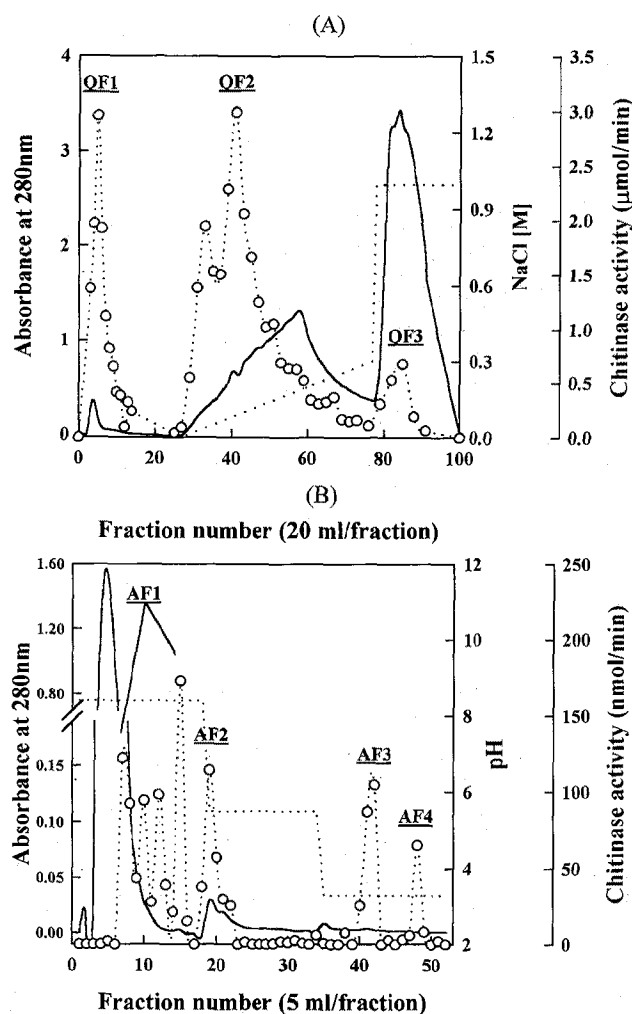 (A)
QF1
QF2
QF3
4
3
2
1
0
Absorbance at 280nm
1.5
1.2
0.9
0.6
0.3
0.0
NaCl [M]
3.5
3.0
2.5
2.0
1.5
1.0
0.5
0.0
Chitinase activity (µmol/min)
0
20
40
60
80
100
(B)
Fraction number (20 ml/fraction)
AF1
AF2
AF3
AF4
1.60
1.20
0.80
0.15
0.10
0.05
0.00
Absorbance at 280nm
12
10
8
6
4
2
pH
250
200
150
100
50
0
Chitinase activity (nmol/min)
0
10
20
30
40
50
Fraction number (5 ml/fraction)